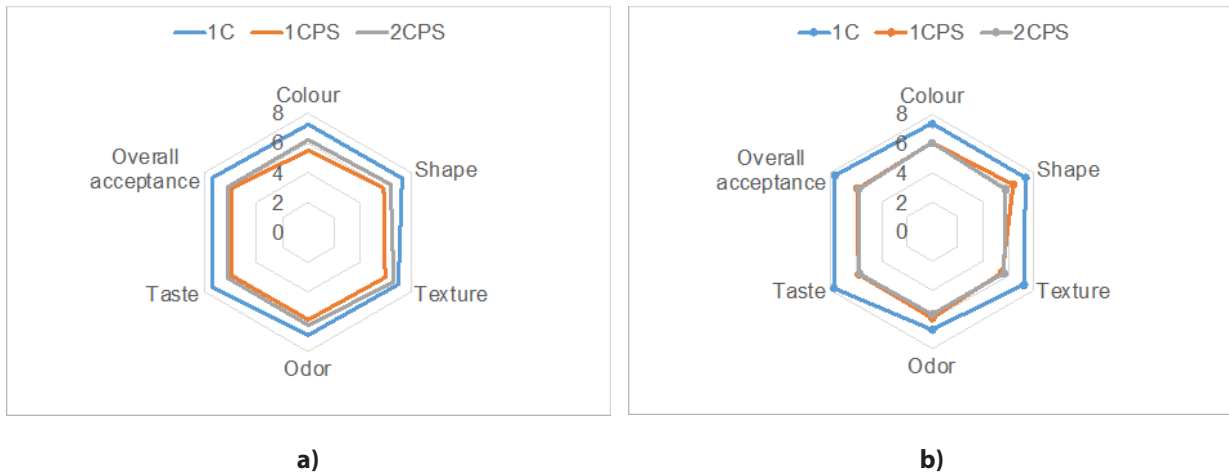 1C 1CPS 2CPS
Colour
8
6
4
2
0
Shape
Texture
Odor
Taste
Overall
acceptance
a)
1C 1CPS 2CPS
Colour
8
6
4
2
0
Shape
Texture
Odor
Taste
Overall
acceptance
b)